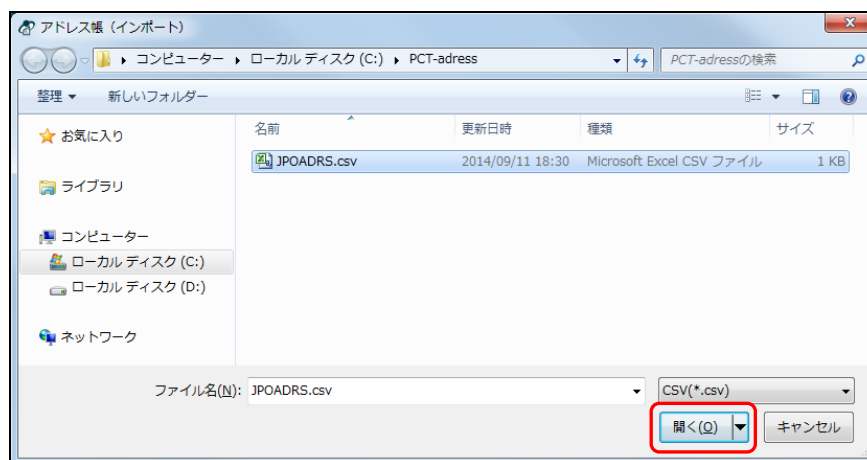 アドレス帳（インポート）
コンピューター ローカル ディスク (C:) PCT-adress PCT-adressの検索
整理 新しいフォルダー
お気に入り
ライブラリ
コンピューター
ローカル ディスク (C:)
ローカル ディスク (D:)
ネットワーク
名前 更新日時 種類 サイズ
JPOADRS.csv 2014/09/11 18:30 Microsoft Excel CSV ファイル 1 KB
ファイル名(N): JPOADRS.csv CSV(*.csv)
開く(O) キャンセル